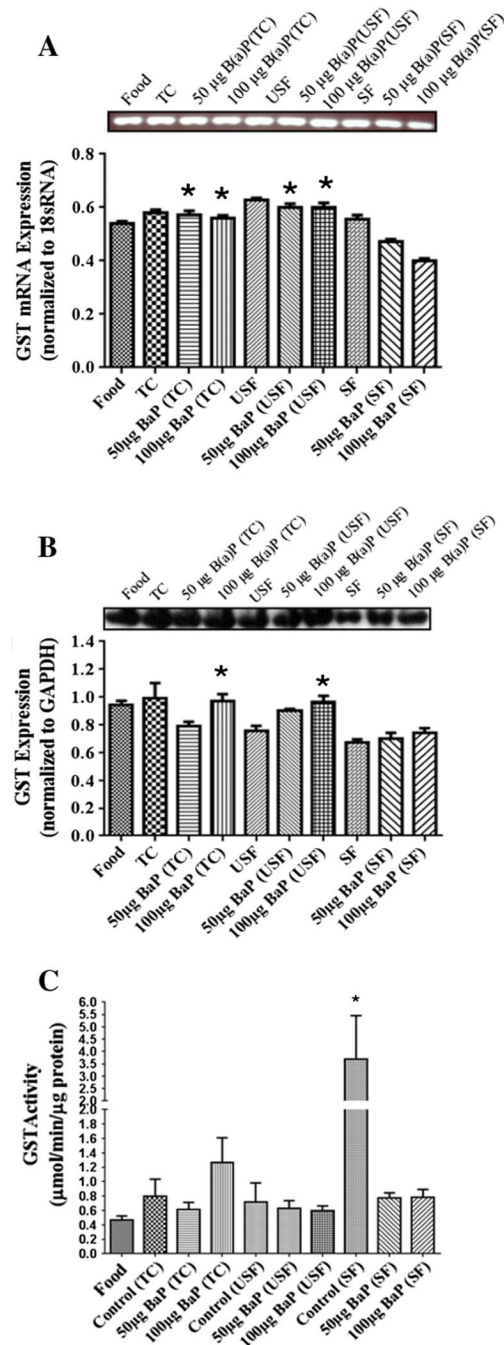 A
Food
TC
50 µg B(a)P(TC)
100 µg B(a)P(TC)
USF
50 µg B(a)P(USF)
100 µg B(a)P(USF)
SF
50 µg B(a)P(SF)
100 µg B(a)P(SF)
GST mRNA Expression
(normalized to 18sRNA)
0.8
0.6
0.4
0.2
0.0
* * * *
Food
TC
50µg BaP (TC)
100µg BaP (TC)
USF
50µg BaP (USF)
100µg BaP (USF)
SF
50µg BaP (SF)
100µg BaP (SF)
B
Food
TC
50 µg B(a)P (TC)
100 µg B(a)P (TC)
USF
50 µg B(a)P (USF)
100 µg B(a)P (USF)
SF
50 µg B(a)P (SF)
100 µg B(a)P (SF)
GST Expression
(normalized to GAPDH)
1.4
1.2
1.0
0.8
0.6
0.4
0.2
0.0
* *
Food
TC
50µg BaP (TC)
100µg BaP (TC)
USF
50µg BaP (USF)
100µg BaP (USF)
SF
50µg BaP (SF)
100µg BaP (SF)
C
GSTActivity
(µmol/min/µg protein)
6.0
5.5
5.0
4.5
4.0
3.5
3.0
2.5
2.0
2.0
1.8
1.6
1.4
1.2
1.0
0.8
0.6
0.4
0.2
0.0
*
Food
Control (TC)
50µg BaP (TC)
100µg BaP (TC)
Control (USF)
50µg BaP (USF)
100µg BaP (USF)
Control (SF)
50µg BaP (SF)
100µg BaP (SF)